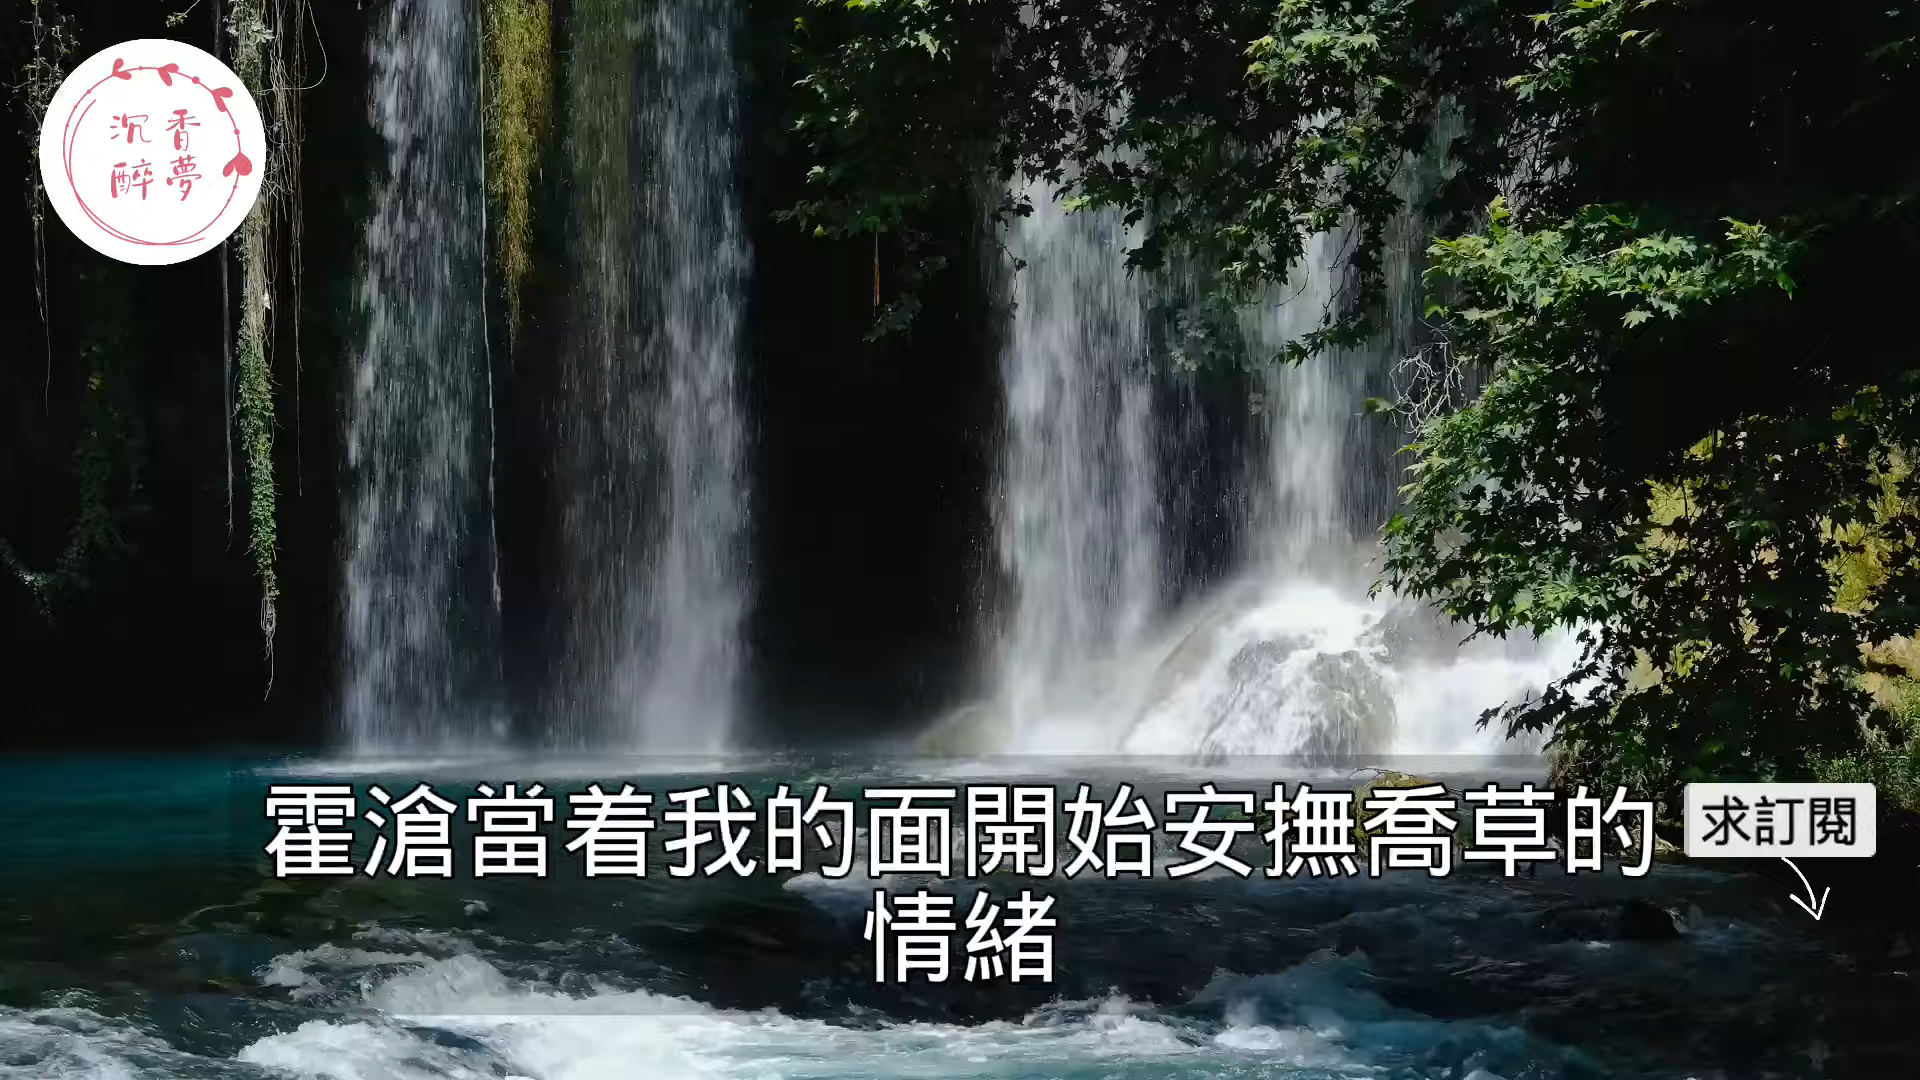 沉香
醉夢
霍滄當着我的面開始安撫喬草的
情緒
求訂閱